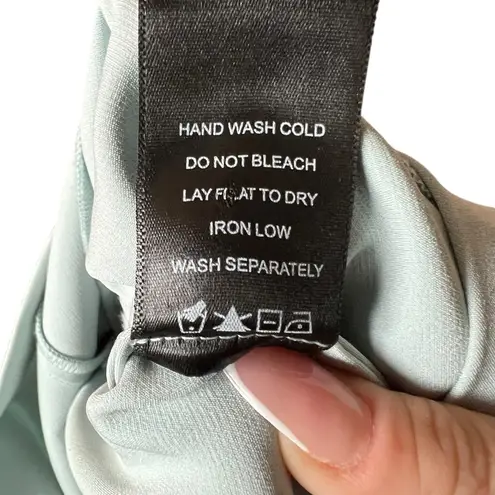 HAND WASH COLD
DO NOT BLEACH
LAY FLAT TO DRY
IRON LOW
WASH SEPARATELY